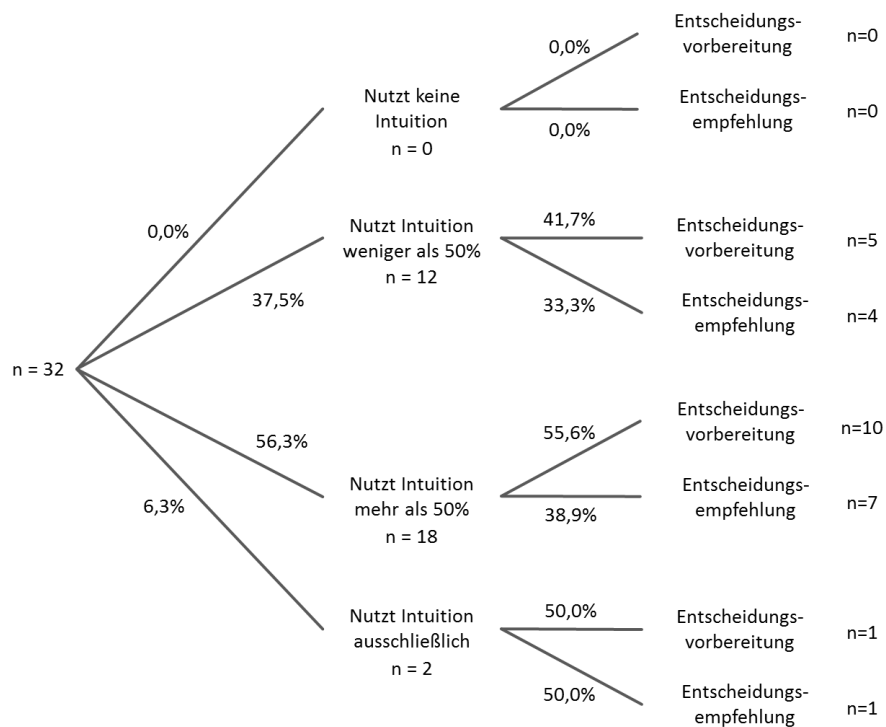 Entscheidungs-
vorbereitung
n=0
0,0%
Nutzt keine
Intuition
n = 0
Entscheidungs-
empfehlung
n=0
0,0%
0,0%
Nutzt Intuition
weniger als 50%
n = 12
41,7%
Entscheidungs-
vorbereitung
n=5
37,5%
33,3%
Entscheidungs-
empfehlung
n=4
n = 32
56,3%
55,6%
Entscheidungs-
vorbereitung
n=10
6,3%
Nutzt Intuition
mehr als 50%
n = 18
38,9%
Entscheidungs-
empfehlung
n=7
Nutzt Intuition
ausschließlich
n = 2
50,0%
Entscheidungs-
vorbereitung
n=1
50,0%
Entscheidungs-
empfehlung
n=1